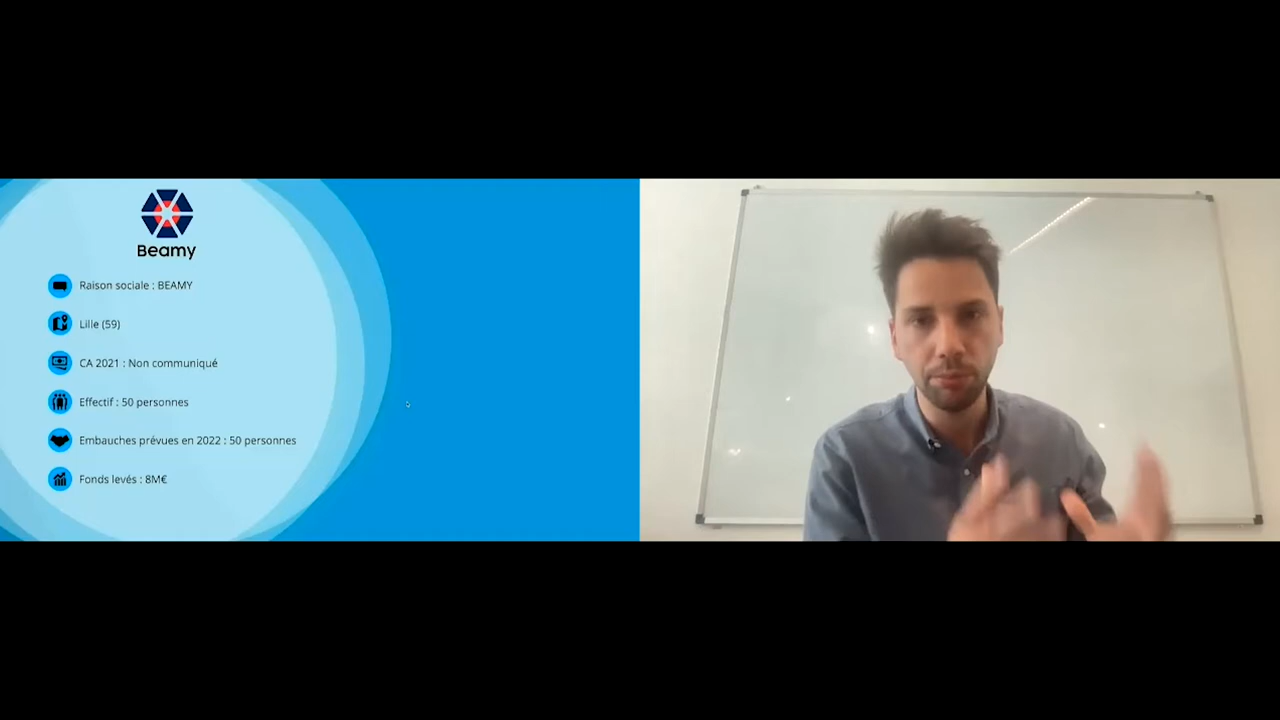 Beamy
Raison sociale : BEAMY
Lille (59)
CA 2021 : Non communiqué
Effectif : 50 personnes
Embauches prévues en 2022 : 50 personnes
Fonds levés : 8M€